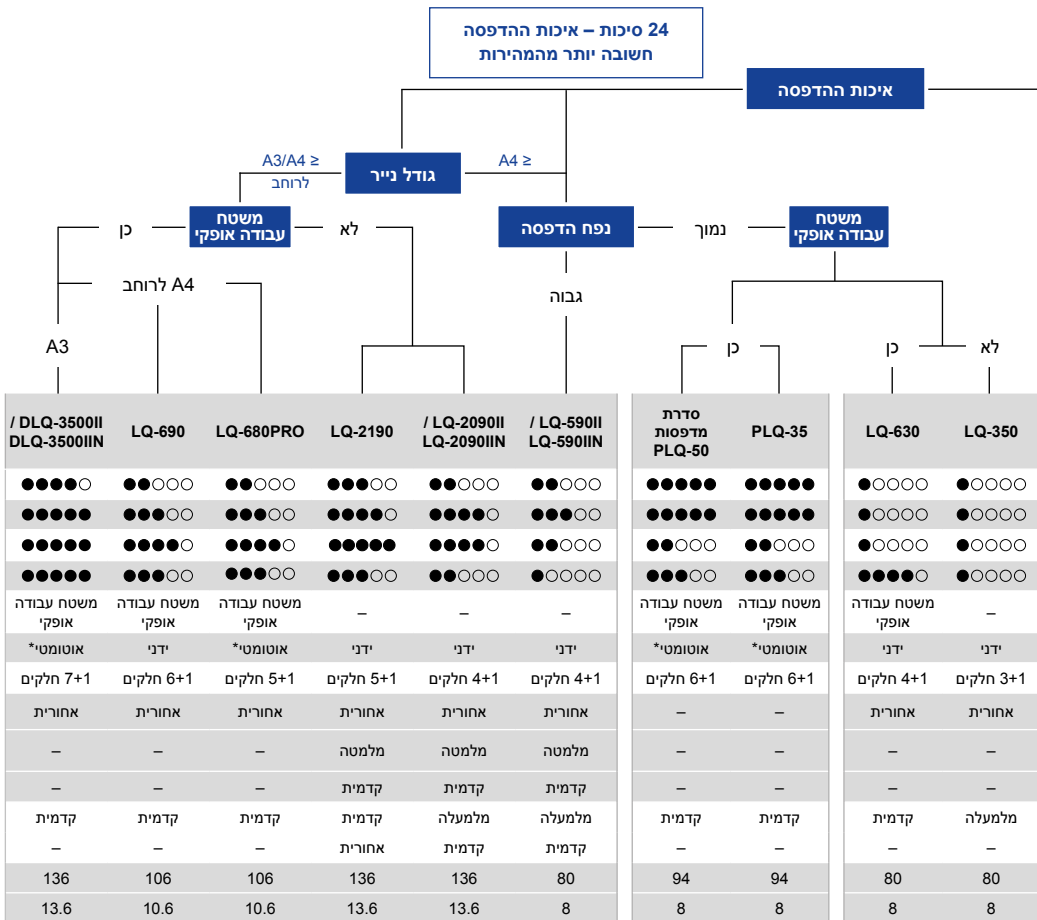 24 סיכות – איכות ההדפסה
חשובה יותר מהמהירות
איכות ההדפסה
גודל נייר
A3/A4 ≥
לרוחב
A4 ≥
משטח
עבודה אופקי
כן
לא
נפח הדפסה
נמוך
משטח
עבודה אופקי
A4 לרוחב
גבוה
A3
כן
כן
לא
/ DLQ-3500II
DLQ-3500IIN
LQ-690
LQ-680PRO
LQ-2190
/ LQ-2090II
LQ-2090IIN
/ LQ-590II
LQ-590IIN
סדרת
מדפסות
PLQ-50
PLQ-35
LQ-630
LQ-350
●●●●○ ●●○○○ ●●○○○ ●●●○○ ●●○○○ ●●○○○ ●●●●● ●●●●● ●○○○○ ●○○○○
●●●●● ●●●○○ ●●●○○ ●●●●○ ●●●●○ ●●●○○ ●●●●● ●●●●● ●○○○○ ●○○○○
●●●●● ●●●●○ ●●●●○ ●●●●● ●●●●○ ●●○○○ ●●○○○ ●●○○○ ●○○○○ ●○○○○
●●●●● ●●●○○ ●●●○○ ●●●○○ ●●○○○ ●○○○○ ●●●○○ ●●●○○ ●●●●○ ●○○○○
משטח עבודה משטח עבודה משטח עבודה – – – משטח עבודה משטח עבודה משטח עבודה –
אופקי אופקי אופקי אופקי אופקי אופקי
אוטומטי* ידני אוטומטי* ידני ידני ידני אוטומטי* אוטומטי* ידני ידני
7+1 חלקים 6+1 חלקים 5+1 חלקים 5+1 חלקים 4+1 חלקים 4+1 חלקים 6+1 חלקים 6+1 חלקים 4+1 חלקים 3+1 חלקים
אחורית אחורית אחורית אחורית אחורית אחורית – – אחורית אחורית
– – – מלמטה מלמטה מלמטה – – – –
– – – קדמית קדמית קדמית – – – –
קדמית קדמית קדמית קדמית מלמעלה מלמעלה קדמית קדמית קדמית מלמעלה
– – – אחורית קדמית קדמית – – – –
136 106 106 136 136 80 94 94 80 80
13.6 10.6 10.6 13.6 13.6 8 8 8 8 8